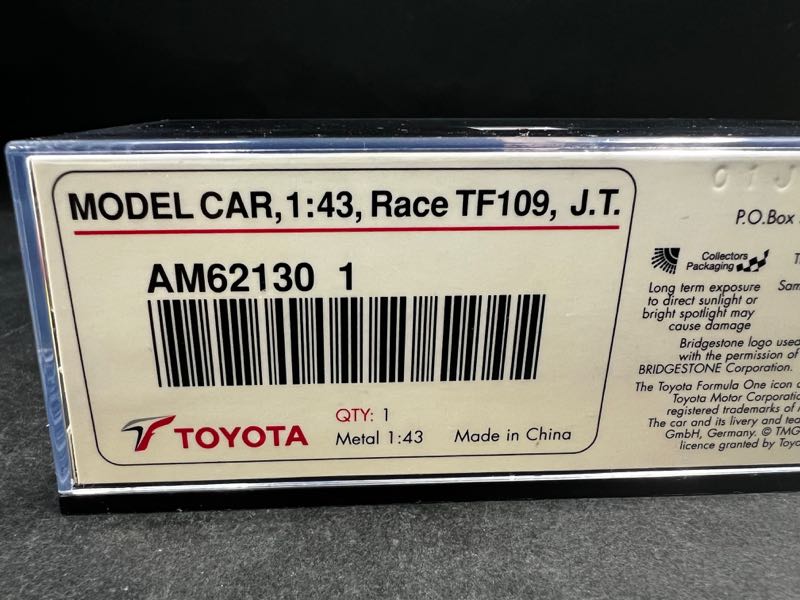 MODEL CAR,1:43, Race TF109, J.T.
AM62130 1
TOYOTA
QTY: 1
Metal 1:43
Made in China
P.O.Box
Collectors
Packaging
Long term exposure
to direct sunlight or
bright spotlight may
cause damage
Bridgestone logo used
with the permission of
BRIDGESTONE Corporation.
The Toyota Formula One icon
Toyota Motor
registered trademarks of
The car and its livery and
GmbH, Germany. © TMG
licence granted by